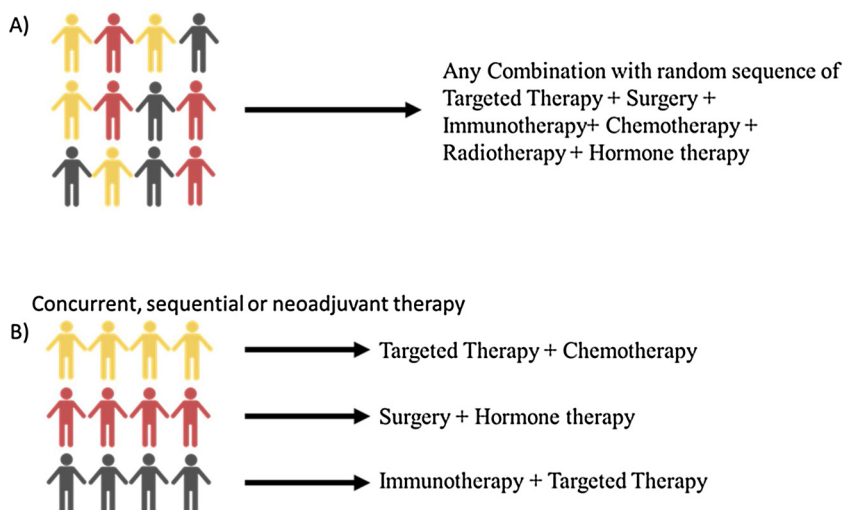 A)
Any Combination with random sequence of
Targeted Therapy + Surgery +
Immunotherapy+ Chemotherapy +
Radiotherapy + Hormone therapy
Concurrent, sequential or neoadjuvant therapy
B)
Targeted Therapy + Chemotherapy
Surgery + Hormone therapy
Immunotherapy + Targeted Therapy